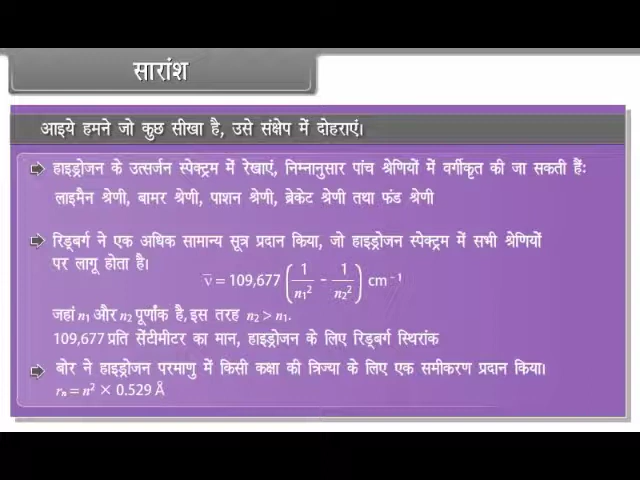 सारांश
आइये हमने जो कुछ सीखा है, उसे संक्षेप में दोहराएं।
हाइड्रोजन के उत्सर्जन स्पेक्ट्रम में रेखाएं, निम्नानुसार पांच श्रेणियों में वर्गीकृत की जा सकती हैं:
लाइमैन श्रेणी, बामर श्रेणी, पाशन श्रेणी, ब्रेकेट श्रेणी तथा फंड श्रेणी
रिड्बर्ग ने एक अधिक सामान्य सूत्र प्रदान किया, जो हाइड्रोजन स्पेक्ट्रम में सभी श्रेणियों
पर लागू होता है।
ν̅ = 109,677 (1/n₁² − 1/n₂²) cm⁻¹
जहां n₁ और n₂ पूर्णांक है, इस तरह n₂ > n₁.
109,677 प्रति सेंटीमीटर का मान, हाइड्रोजन के लिए रिड्बर्ग स्थिरांक
बोर ने हाइड्रोजन परमाणु में किसी कक्षा की त्रिज्या के लिए एक समीकरण प्रदान किया।
rₙ = n² × 0.529 Å